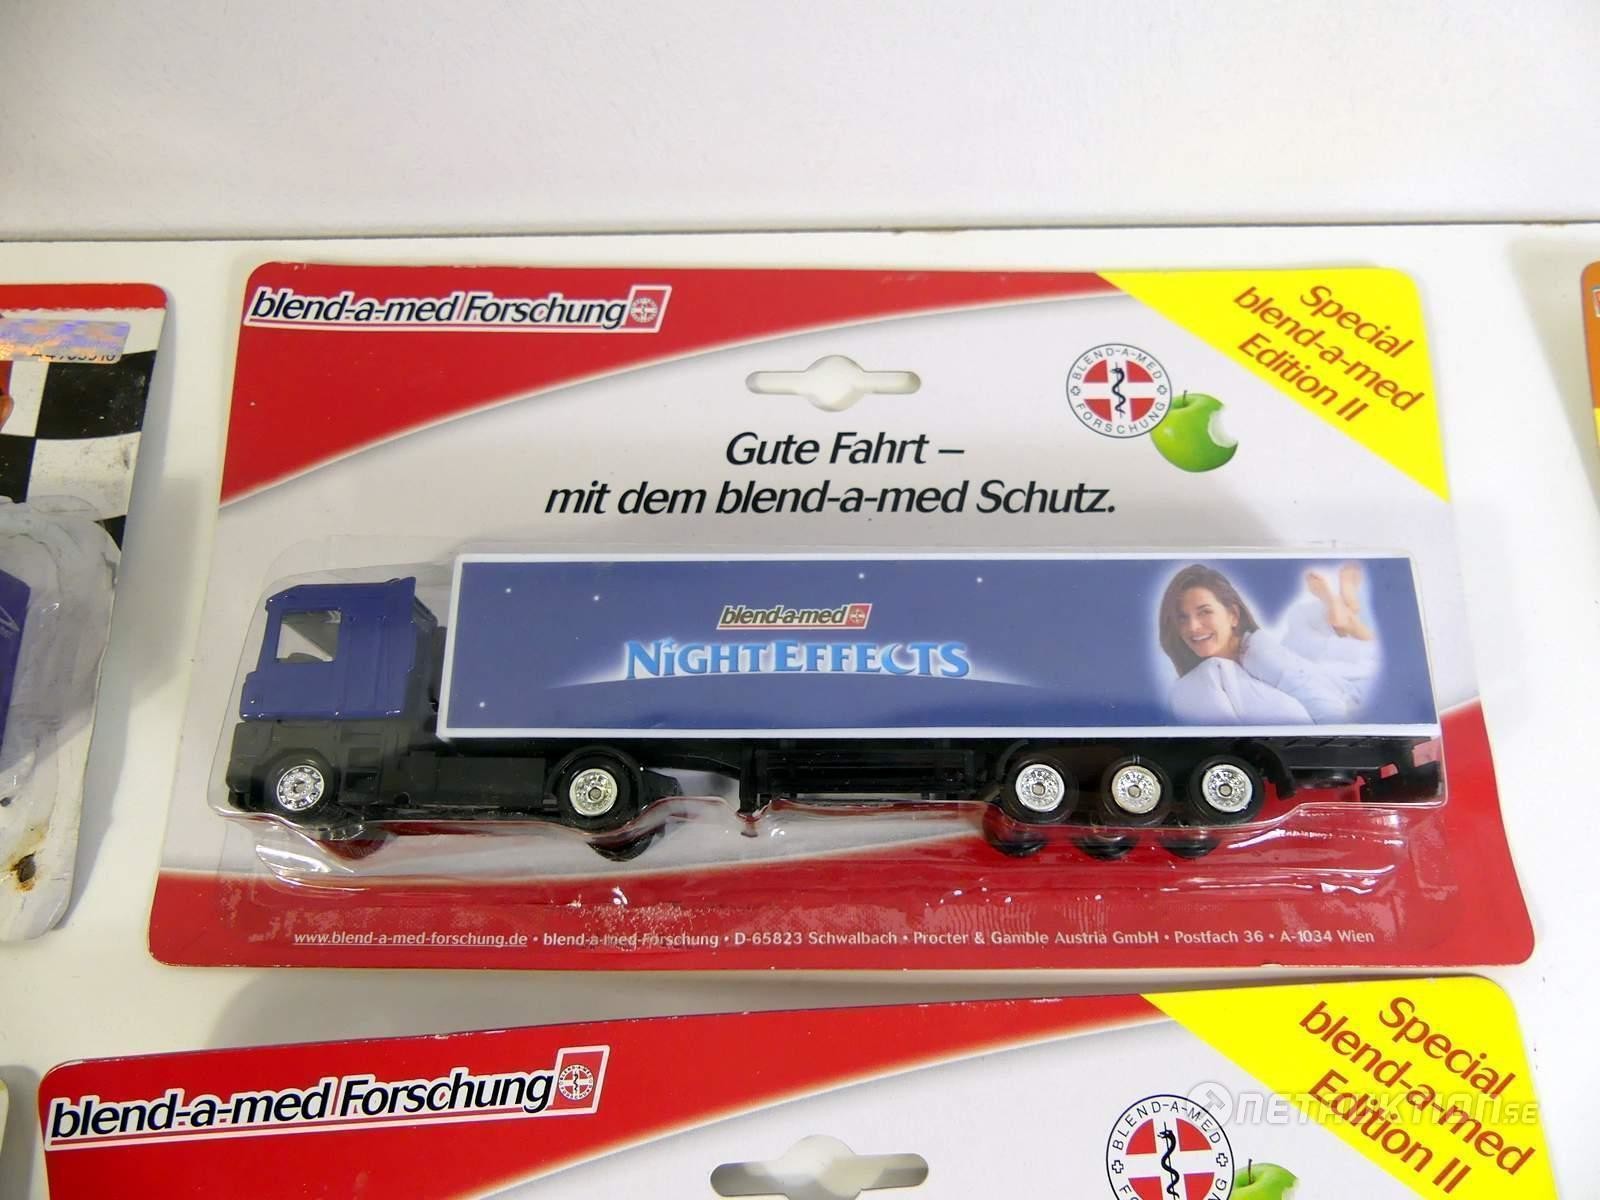 blend-a-med Forschung
Special
blend-a-med
Edition II
BLEND-A-MED
FORSCHUNG
Gute Fahrt –
mit dem blend-a-med Schutz.
blend-a-med
NIGHTEFFECTS
www.blend-a-med-forschung.de • blend-a-med-Forschung • D-65823 Schwalbach • Procter & Gamble Austria GmbH • Postfach 36 • A-1034 Wien
blend-a-med Forschung
Special
blend-a-med
Edition II
BLEND-A-MED
NETAUKTION.SE